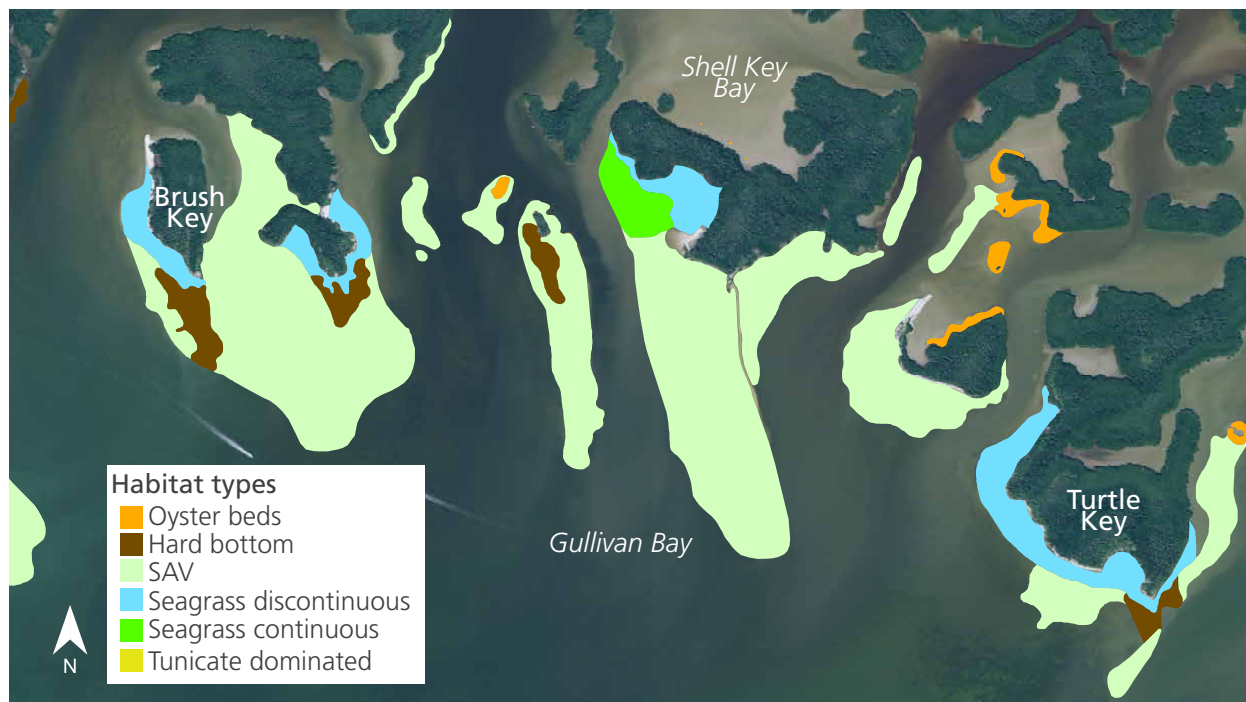 Shell Key
Bay
Brush
Key
Turtle
Key
Gullivan Bay
Habitat types
Oyster beds
Hard bottom
SAV
Seagrass discontinuous
Seagrass continuous
Tunicate dominated
N